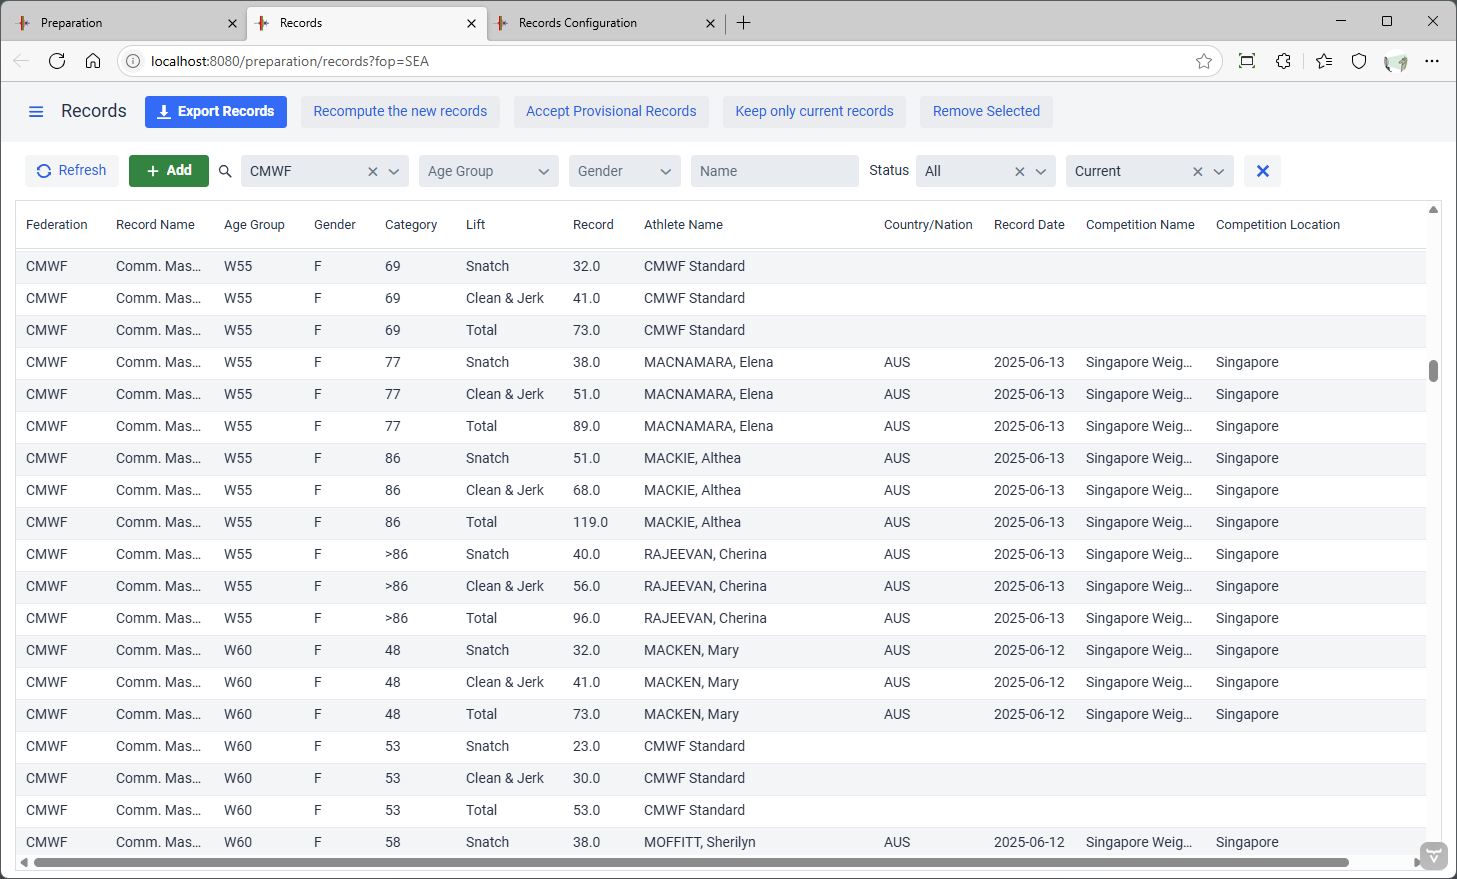 Preparation Records Records Configuration
localhost:8080/preparation/records?fop=SEA
Records Export Records Recompute the new records Accept Provisional Records Keep only current records Remove Selected
Refresh + Add CMWF Age Group Gender Name Status All Current
Federation Record Name Age Group Gender Category Lift Record Athlete Name Country/Nation Record Date Competition Name Competition Location
CMWF Comm. Mas... W55 F 69 Snatch 32.0 CMWF Standard
CMWF Comm. Mas... W55 F 69 Clean & Jerk 41.0 CMWF Standard
CMWF Comm. Mas... W55 F 69 Total 73.0 CMWF Standard
CMWF Comm. Mas... W55 F 77 Snatch 38.0 MACNAMARA, Elena AUS 2025-06-13 Singapore Weig... Singapore
CMWF Comm. Mas... W55 F 77 Clean & Jerk 51.0 MACNAMARA, Elena AUS 2025-06-13 Singapore Weig... Singapore
CMWF Comm. Mas... W55 F 77 Total 89.0 MACNAMARA, Elena AUS 2025-06-13 Singapore Weig... Singapore
CMWF Comm. Mas... W55 F 86 Snatch 51.0 MACKIE, Althea AUS 2025-06-13 Singapore Weig... Singapore
CMWF Comm. Mas... W55 F 86 Clean & Jerk 68.0 MACKIE, Althea AUS 2025-06-13 Singapore Weig... Singapore
CMWF Comm. Mas... W55 F 86 Total 119.0 MACKIE, Althea AUS 2025-06-13 Singapore Weig... Singapore
CMWF Comm. Mas... W55 F >86 Snatch 40.0 RAJEEVAN, Cherina AUS 2025-06-13 Singapore Weig... Singapore
CMWF Comm. Mas... W55 F >86 Clean & Jerk 56.0 RAJEEVAN, Cherina AUS 2025-06-13 Singapore Weig... Singapore
CMWF Comm. Mas... W55 F >86 Total 96.0 RAJEEVAN, Cherina AUS 2025-06-13 Singapore Weig... Singapore
CMWF Comm. Mas... W60 F 48 Snatch 32.0 MACKEN, Mary AUS 2025-06-12 Singapore Weig... Singapore
CMWF Comm. Mas... W60 F 48 Clean & Jerk 41.0 MACKEN, Mary AUS 2025-06-12 Singapore Weig... Singapore
CMWF Comm. Mas... W60 F 48 Total 73.0 MACKEN, Mary AUS 2025-06-12 Singapore Weig... Singapore
CMWF Comm. Mas... W60 F 53 Snatch 23.0 CMWF Standard
CMWF Comm. Mas... W60 F 53 Clean & Jerk 30.0 CMWF Standard
CMWF Comm. Mas... W60 F 53 Total 53.0 CMWF Standard
CMWF Comm. Mas... W60 F 58 Snatch 38.0 MOFFITT, Sherilyn AUS 2025-06-12 Singapore Weig... Singapore